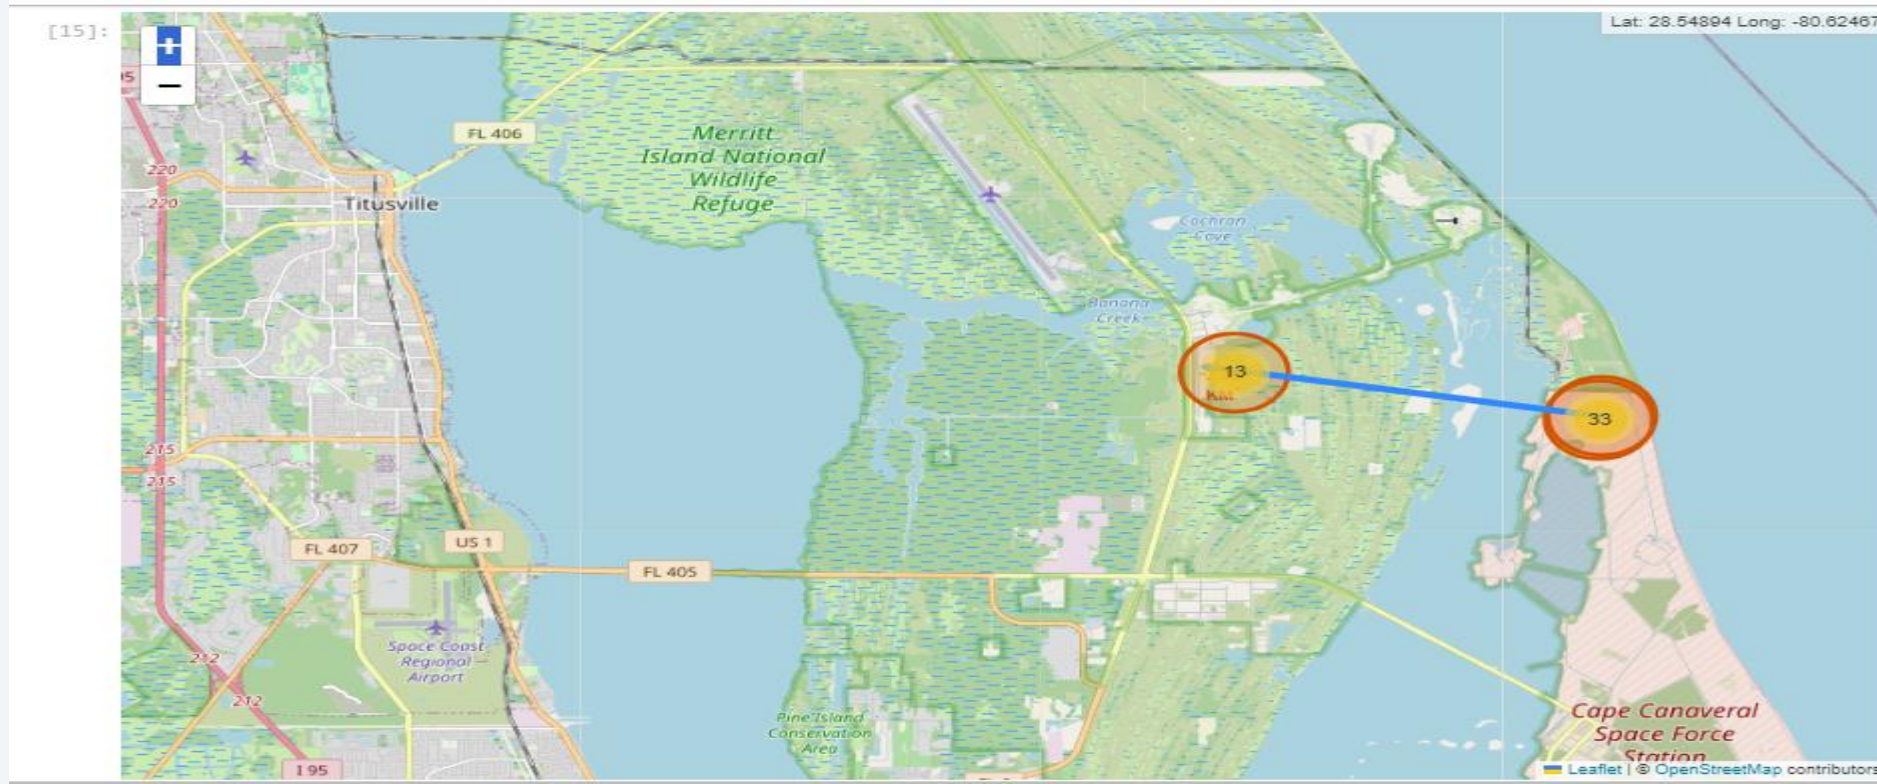 [15]:
+
−
Lat: 28.54894 Long: -80.62467
95
FL 406
Merritt
Island National
Wildlife
Refuge
220
220
Titusville
Cochran
Cove
Banana
Creek
13
33
215
215
FL 407
US 1
FL 405
Space Coast
Regional
Airport
212
212
Pine Island
Conservation
Area
I 95
Cape Canaveral
Space Force
Station
Leaflet | © OpenStreetMap contributors